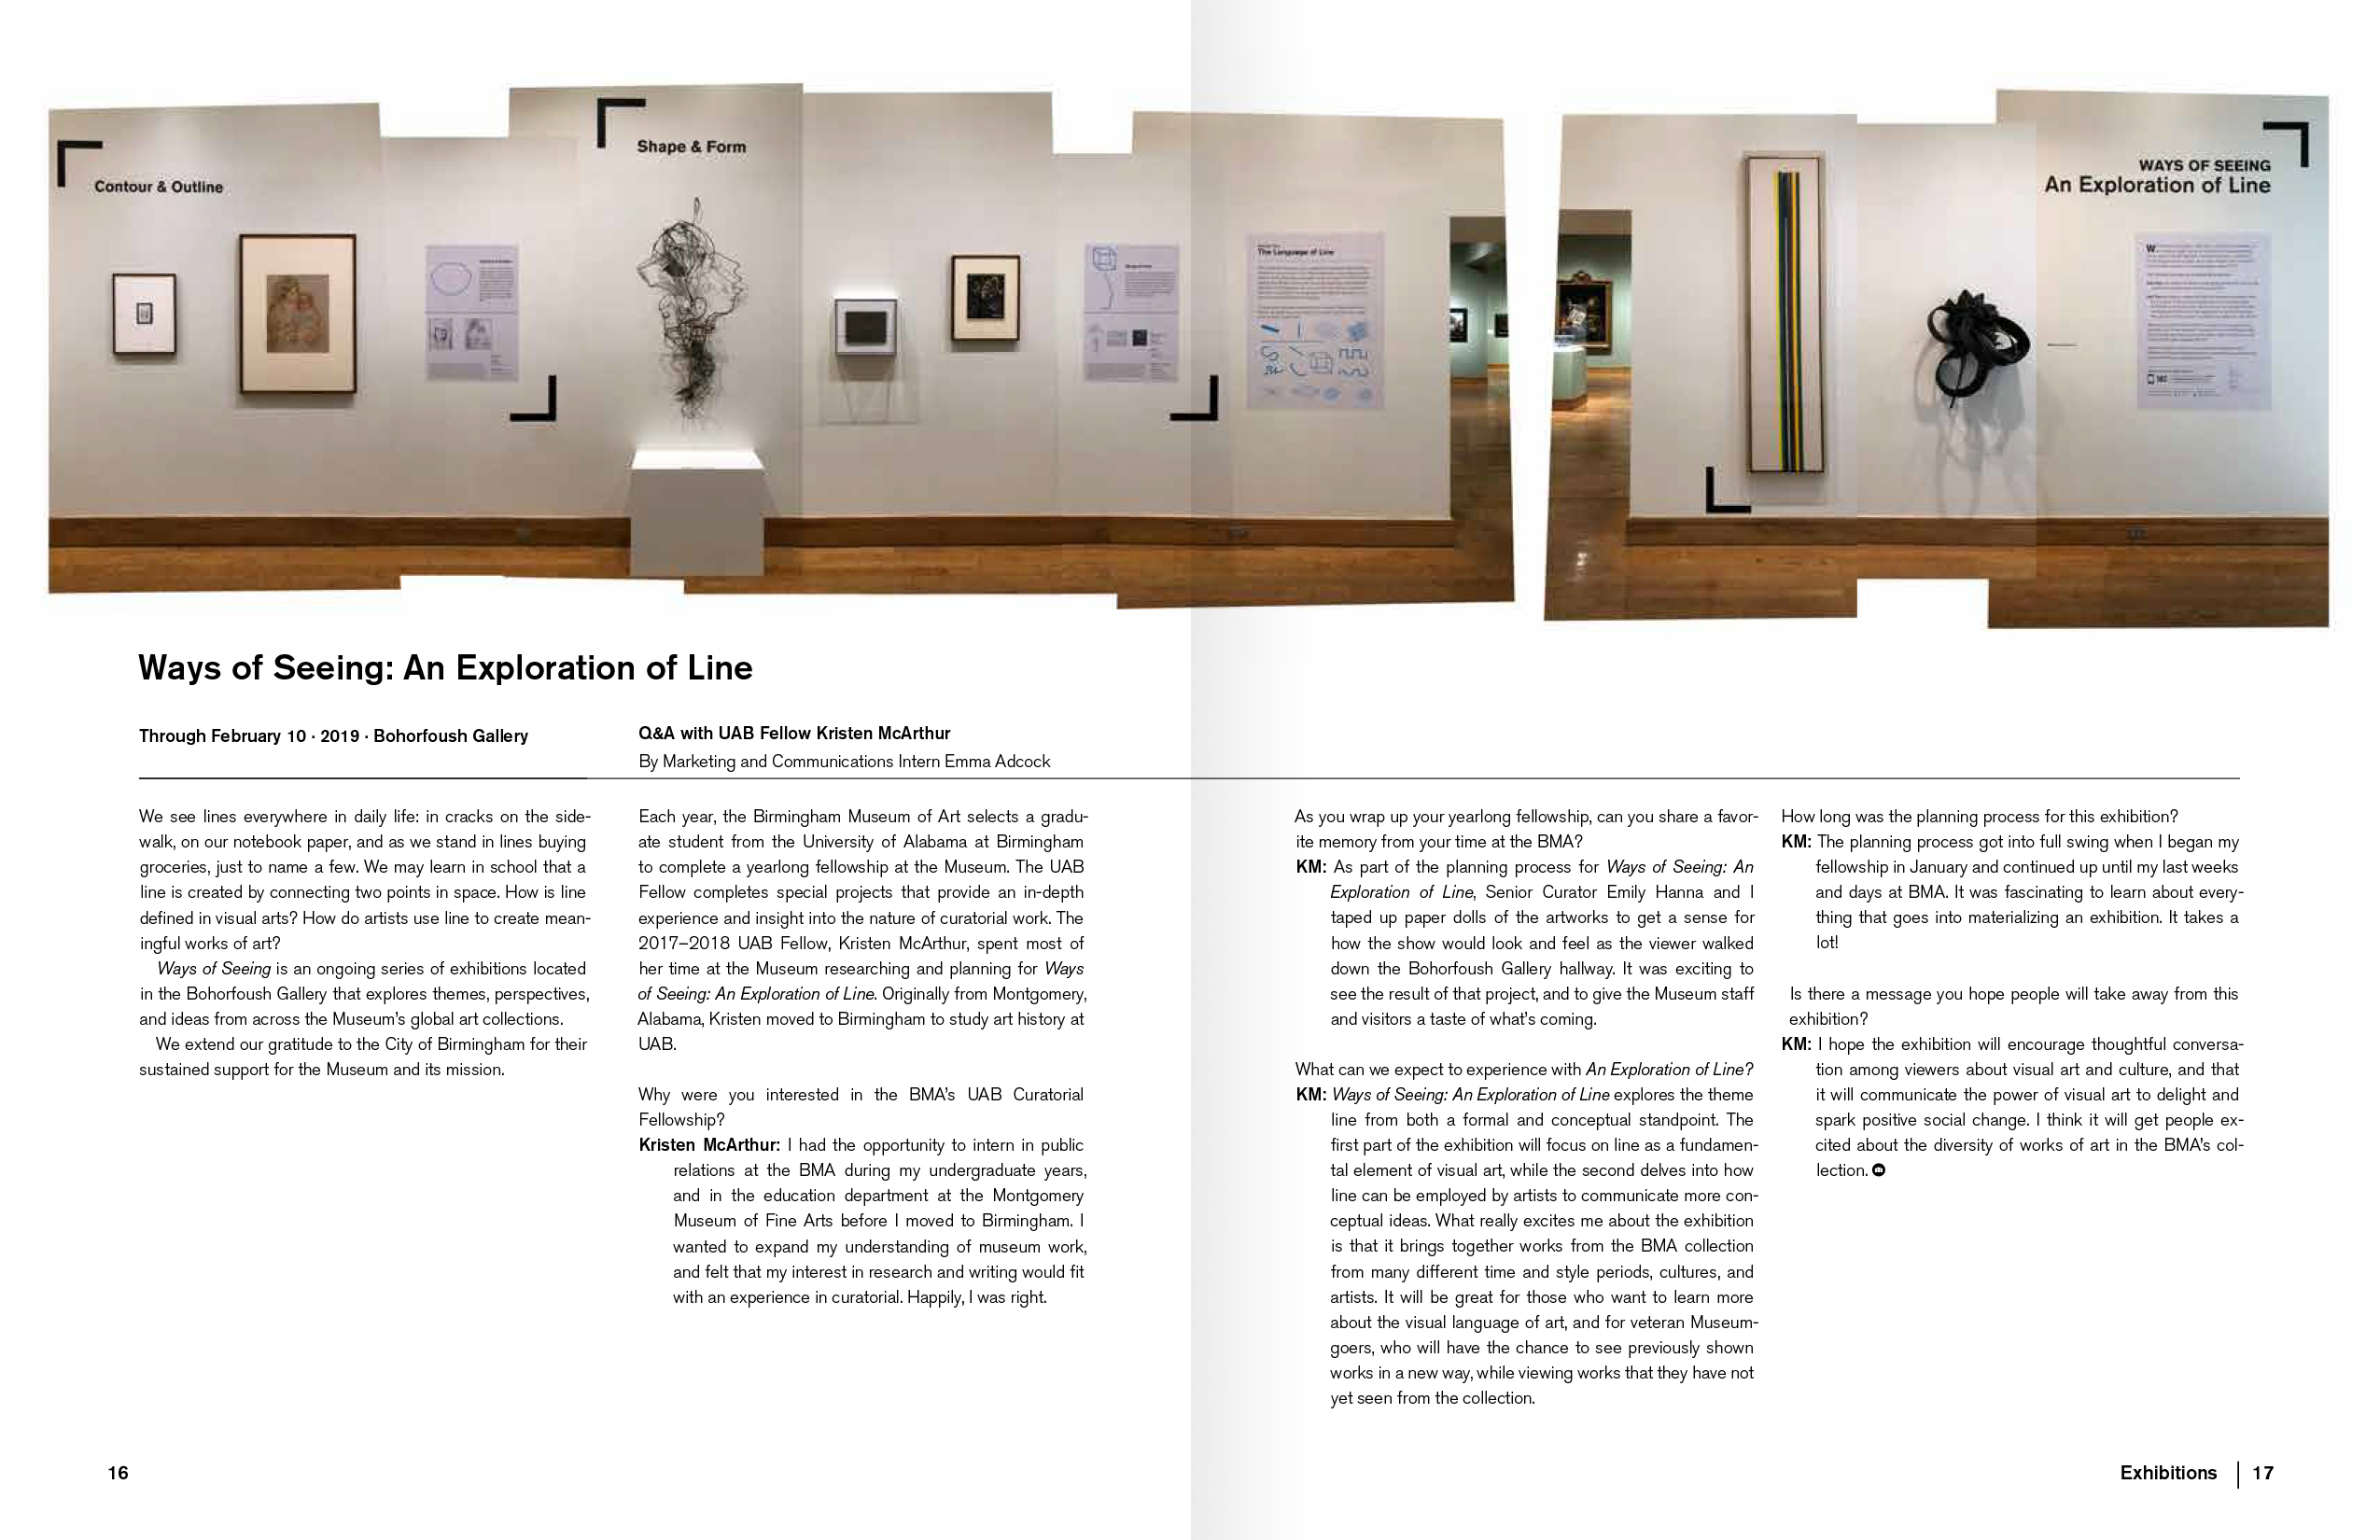 Contour & Outline
Shape & Form
The Language of Line
WAYS OF SEEING
An Exploration of Line
Ways of Seeing: An Exploration of Line
Through February 10 · 2019 · Bohorfoush Gallery
We see lines everywhere in daily life: in cracks on the side-
walk, on our notebook paper, and as we stand in lines buying
groceries, just to name a few. We may learn in school that a
line is created by connecting two points in space. How is line
defined in visual arts? How do artists use line to create mean-
ingful works of art?
Ways of Seeing is an ongoing series of exhibitions located
in the Bohorfoush Gallery that explores themes, perspectives,
and ideas from across the Museum's global art collections.
We extend our gratitude to the City of Birmingham for their
sustained support for the Museum and its mission.
Q&A with UAB Fellow Kristen McArthur
By Marketing and Communications Intern Emma Adcock
Each year, the Birmingham Museum of Art selects a gradu-
ate student from the University of Alabama at Birmingham
to complete a yearlong fellowship at the Museum. The UAB
Fellow completes special projects that provide an in-depth
experience and insight into the nature of curatorial work. The
2017–2018 UAB Fellow, Kristen McArthur, spent most of
her time at the Museum researching and planning for Ways
of Seeing: An Exploration of Line. Originally from Montgomery,
Alabama, Kristen moved to Birmingham to study art history at
UAB.
Why were you interested in the BMA's UAB Curatorial
Fellowship?
Kristen McArthur: I had the opportunity to intern in public
relations at the BMA during my undergraduate years,
and in the education department at the Montgomery
Museum of Fine Arts before I moved to Birmingham. I
wanted to expand my understanding of museum work,
and felt that my interest in research and writing would fit
with an experience in curatorial. Happily, I was right.
As you wrap up your yearlong fellowship, can you share a favor-
ite memory from your time at the BMA?
KM: As part of the planning process for Ways of Seeing: An
Exploration of Line, Senior Curator Emily Hanna and I
taped up paper dolls of the artworks to get a sense for
how the show would look and feel as the viewer walked
down the Bohorfoush Gallery hallway. It was exciting to
see the result of that project, and to give the Museum staff
and visitors a taste of what's coming.
What can we expect to experience with An Exploration of Line?
KM: Ways of Seeing: An Exploration of Line explores the theme
line from both a formal and conceptual standpoint. The
first part of the exhibition will focus on line as a fundamen-
tal element of visual art, while the second delves into how
line can be employed by artists to communicate more con-
ceptual ideas. What really excites me about the exhibition
is that it brings together works from the BMA collection
from many different time and style periods, cultures, and
artists. It will be great for those who want to learn more
about the visual language of art, and for veteran Museum-
goers, who will have the chance to see previously shown
works in a new way, while viewing works that they have not
yet seen from the collection.
How long was the planning process for this exhibition?
KM: The planning process got into full swing when I began my
fellowship in January and continued up until my last weeks
and days at BMA. It was fascinating to learn about every-
thing that goes into materializing an exhibition. It takes a
lot!
Is there a message you hope people will take away from this
exhibition?
KM: I hope the exhibition will encourage thoughtful conversa-
tion among viewers about visual art and culture, and that
it will communicate the power of visual art to delight and
spark positive social change. I think it will get people ex-
cited about the diversity of works of art in the BMA's col-
lection.
16
Exhibitions | 17